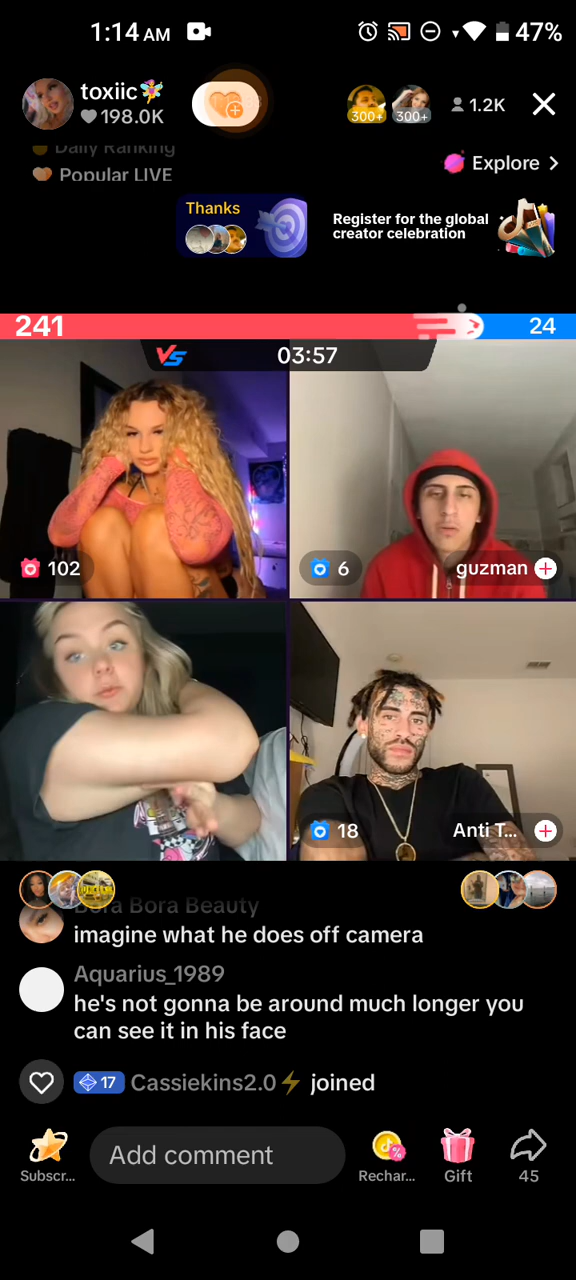 1:14 AM
47%
toxiic🧚
198.0K
300+
300+
1.2K
Daily Ranking
Popular LIVE
Explore >
Thanks
Register for the global
creator celebration
241
24
VS
03:57
102
6
guzman
18
Anti T...
Bora Bora Beauty
imagine what he does off camera
Aquarius_1989
he's not gonna be around much longer you
can see it in his face
17 Cassiekins2.0⚡ joined
Add comment
Subscr...
Rechar...
Gift
45